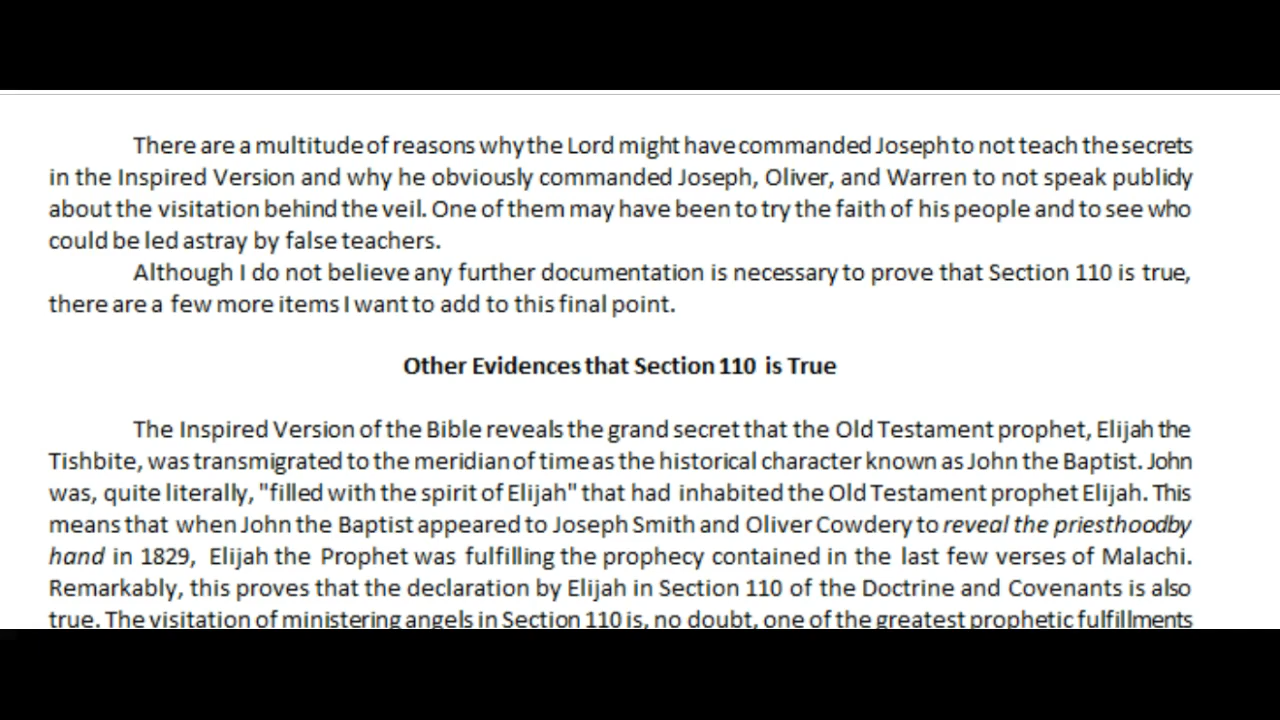 There are a multitude of reasons why the Lord might have commanded Joseph to not teach the secrets
in the Inspired Version and why he obviously commanded Joseph, Oliver, and Warren to not speak publicly
about the visitation behind the veil. One of them may have been to try the faith of his people and to see who
could be led astray by false teachers.
Although I do not believe any further documentation is necessary to prove that Section 110 is true,
there are a few more items I want to add to this final point.
Other Evidences that Section 110 is True
The Inspired Version of the Bible reveals the grand secret that the Old Testament prophet, Elijah the
Tishbite, was transmigrated to the meridian of time as the historical character known as John the Baptist. John
was, quite literally, "filled with the spirit of Elijah" that had inhabited the Old Testament prophet Elijah. This
means that when John the Baptist appeared to Joseph Smith and Oliver Cowdery to reveal the priesthood by
hand in 1829, Elijah the Prophet was fulfilling the prophecy contained in the last few verses of Malachi.
Remarkably, this proves that the declaration by Elijah in Section 110 of the Doctrine and Covenants is also
true. The visitation of ministering angels in Section 110 is, no doubt, one of the greatest prophetic fulfillments